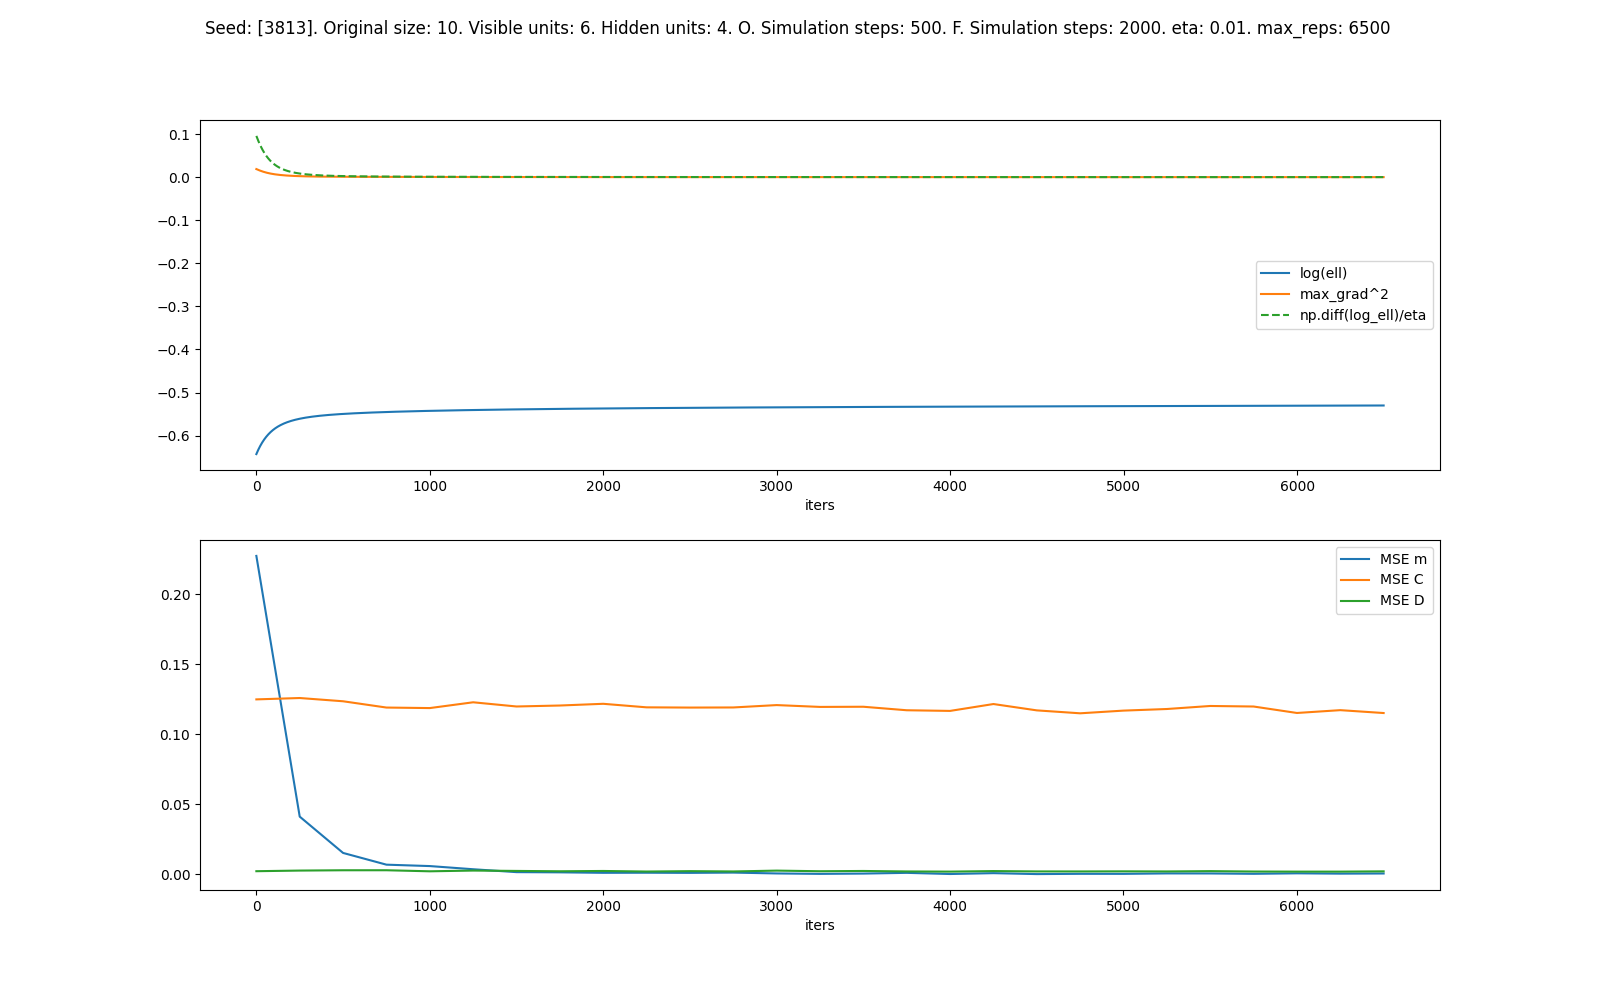 Seed: [3813]. Original size: 10. Visible units: 6. Hidden units: 4. O. Simulation steps: 500. F. Simulation steps: 2000. eta: 0.01. max_reps: 6500
0.1
0.0
−0.1
−0.2
−0.3
−0.4
−0.5
−0.6
log(ell)
max_grad^2
np.diff(log_ell)/eta
0 1000 2000 3000 4000 5000 6000
iters
0.20
0.15
0.10
0.05
0.00
MSE m
MSE C
MSE D
0 1000 2000 3000 4000 5000 6000
iters